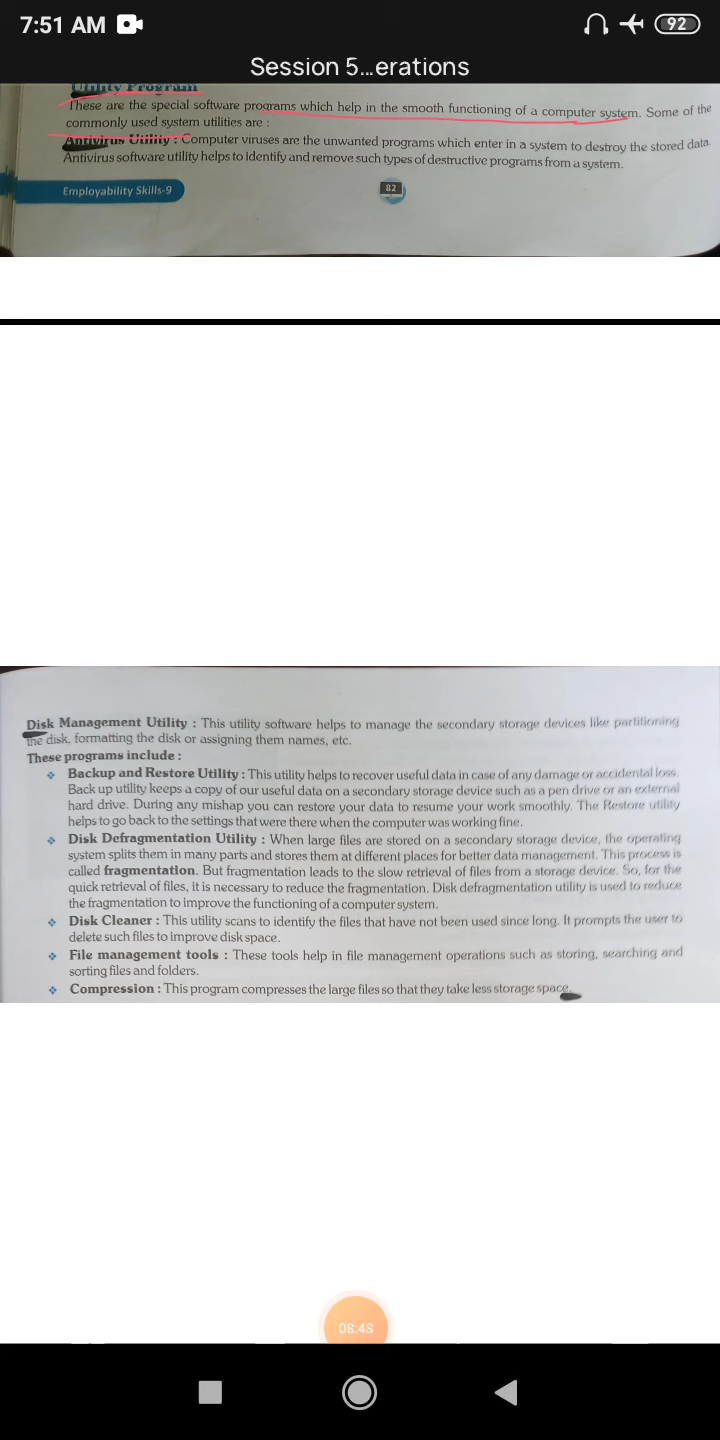 7:51 AM
92
Session 5...erations
Utility Program
These are the special software programs which help in the smooth functioning of a computer system. Some of the
commonly used system utilities are :
Antivirus Utility : Computer viruses are the unwanted programs which enter in a system to destroy the stored data.
Antivirus software utility helps to identify and remove such types of destructive programs from a system.
Employability Skills-9
82
Disk Management Utility : This utility software helps to manage the secondary storage devices like partitioning
the disk, formatting the disk or assigning them names, etc.
These programs include :
❖ Backup and Restore Utility : This utility helps to recover useful data in case of any damage or accidental loss.
Back up utility keeps a copy of our useful data on a secondary storage device such as a pen drive or an external
hard drive. During any mishap you can restore your data to resume your work smoothly. The Restore utility
helps to go back to the settings that were there when the computer was working fine.
❖ Disk Defragmentation Utility : When large files are stored on a secondary storage device, the operating
system splits them in many parts and stores them at different places for better data management. This process is
called fragmentation. But fragmentation leads to the slow retrieval of files from a storage device. So, for the
quick retrieval of files, it is necessary to reduce the fragmentation. Disk defragmentation utility is used to reduce
the fragmentation to improve the functioning of a computer system.
❖ Disk Cleaner : This utility scans to identify the files that have not been used since long. It prompts the user to
delete such files to improve disk space.
❖ File management tools : These tools help in file management operations such as storing, searching and
sorting files and folders.
❖ Compression : This program compresses the large files so that they take less storage space.
08:48